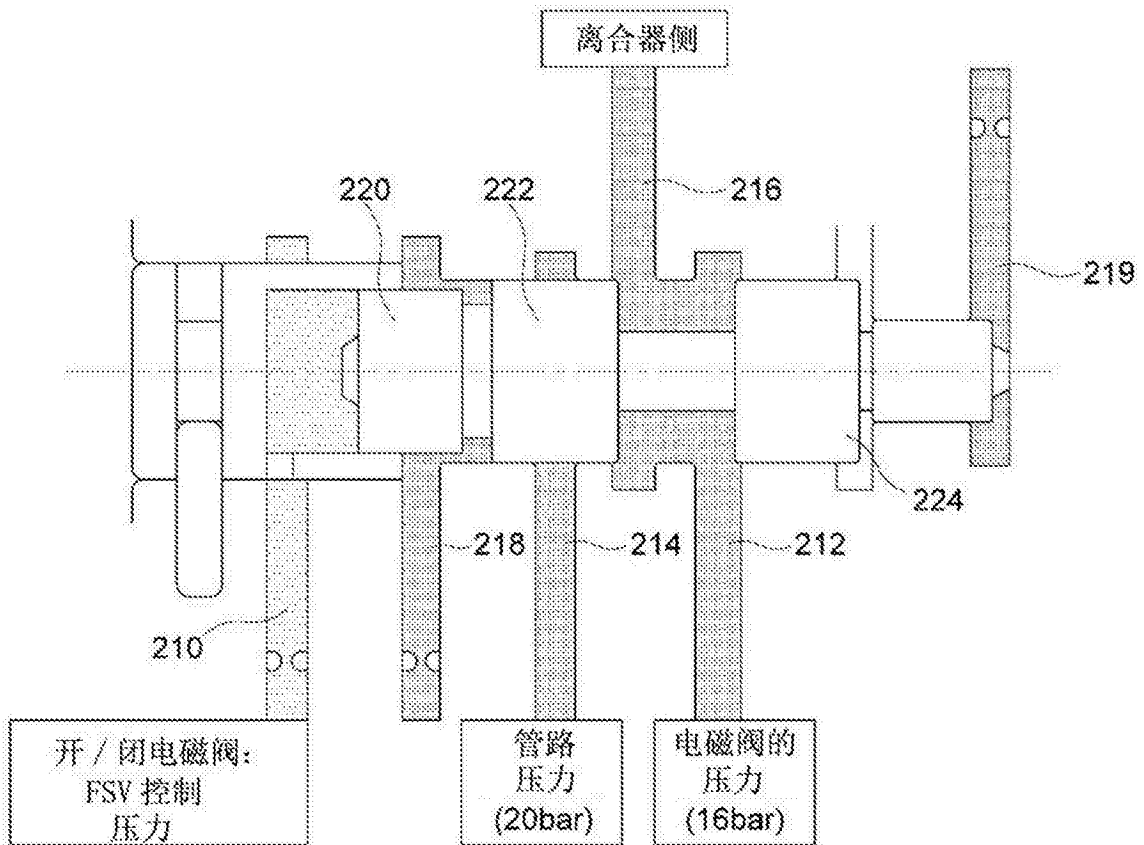 离合器侧
216
220
222
219
224
218
214
212
210
开/闭电磁阀:
FSV 控制
压力
管路
压力
(20bar)
电磁阀的
压力
(16bar)